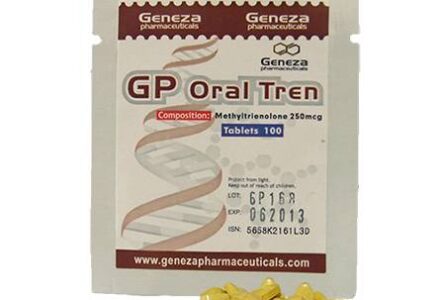 Geneza Geneza
pharmaceuticals pharmaceuticals
Geneza
pharmaceuticals
GP Oral Tren
Composition: Methyltrienolone 250mcg
Tablets 100
Protect from light.
Keep out of reach of children.
LOT: GP168
EXP: 062013
ISN: 5658K2161L3D
www.genezapharmaceuticals.com